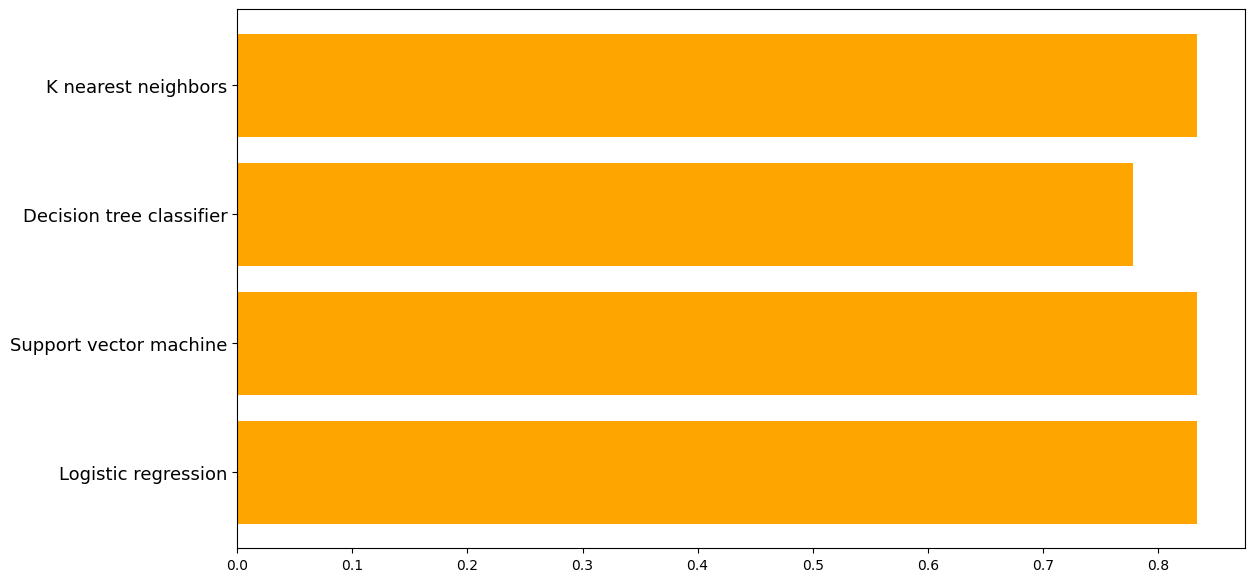 K nearest neighbors
Decision tree classifier
Support vector machine
Logistic regression
0.0 0.1 0.2 0.3 0.4 0.5 0.6 0.7 0.8